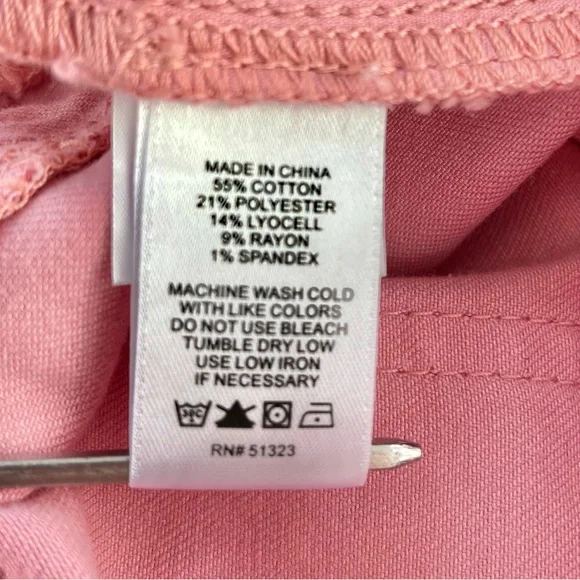 MADE IN CHINA
55% COTTON
21% POLYESTER
14% LYOCELL
9% RAYON
1% SPANDEX
MACHINE WASH COLD
WITH LIKE COLORS
DO NOT USE BLEACH
TUMBLE DRY LOW
USE LOW IRON
IF NECESSARY
30C
RN# 51323